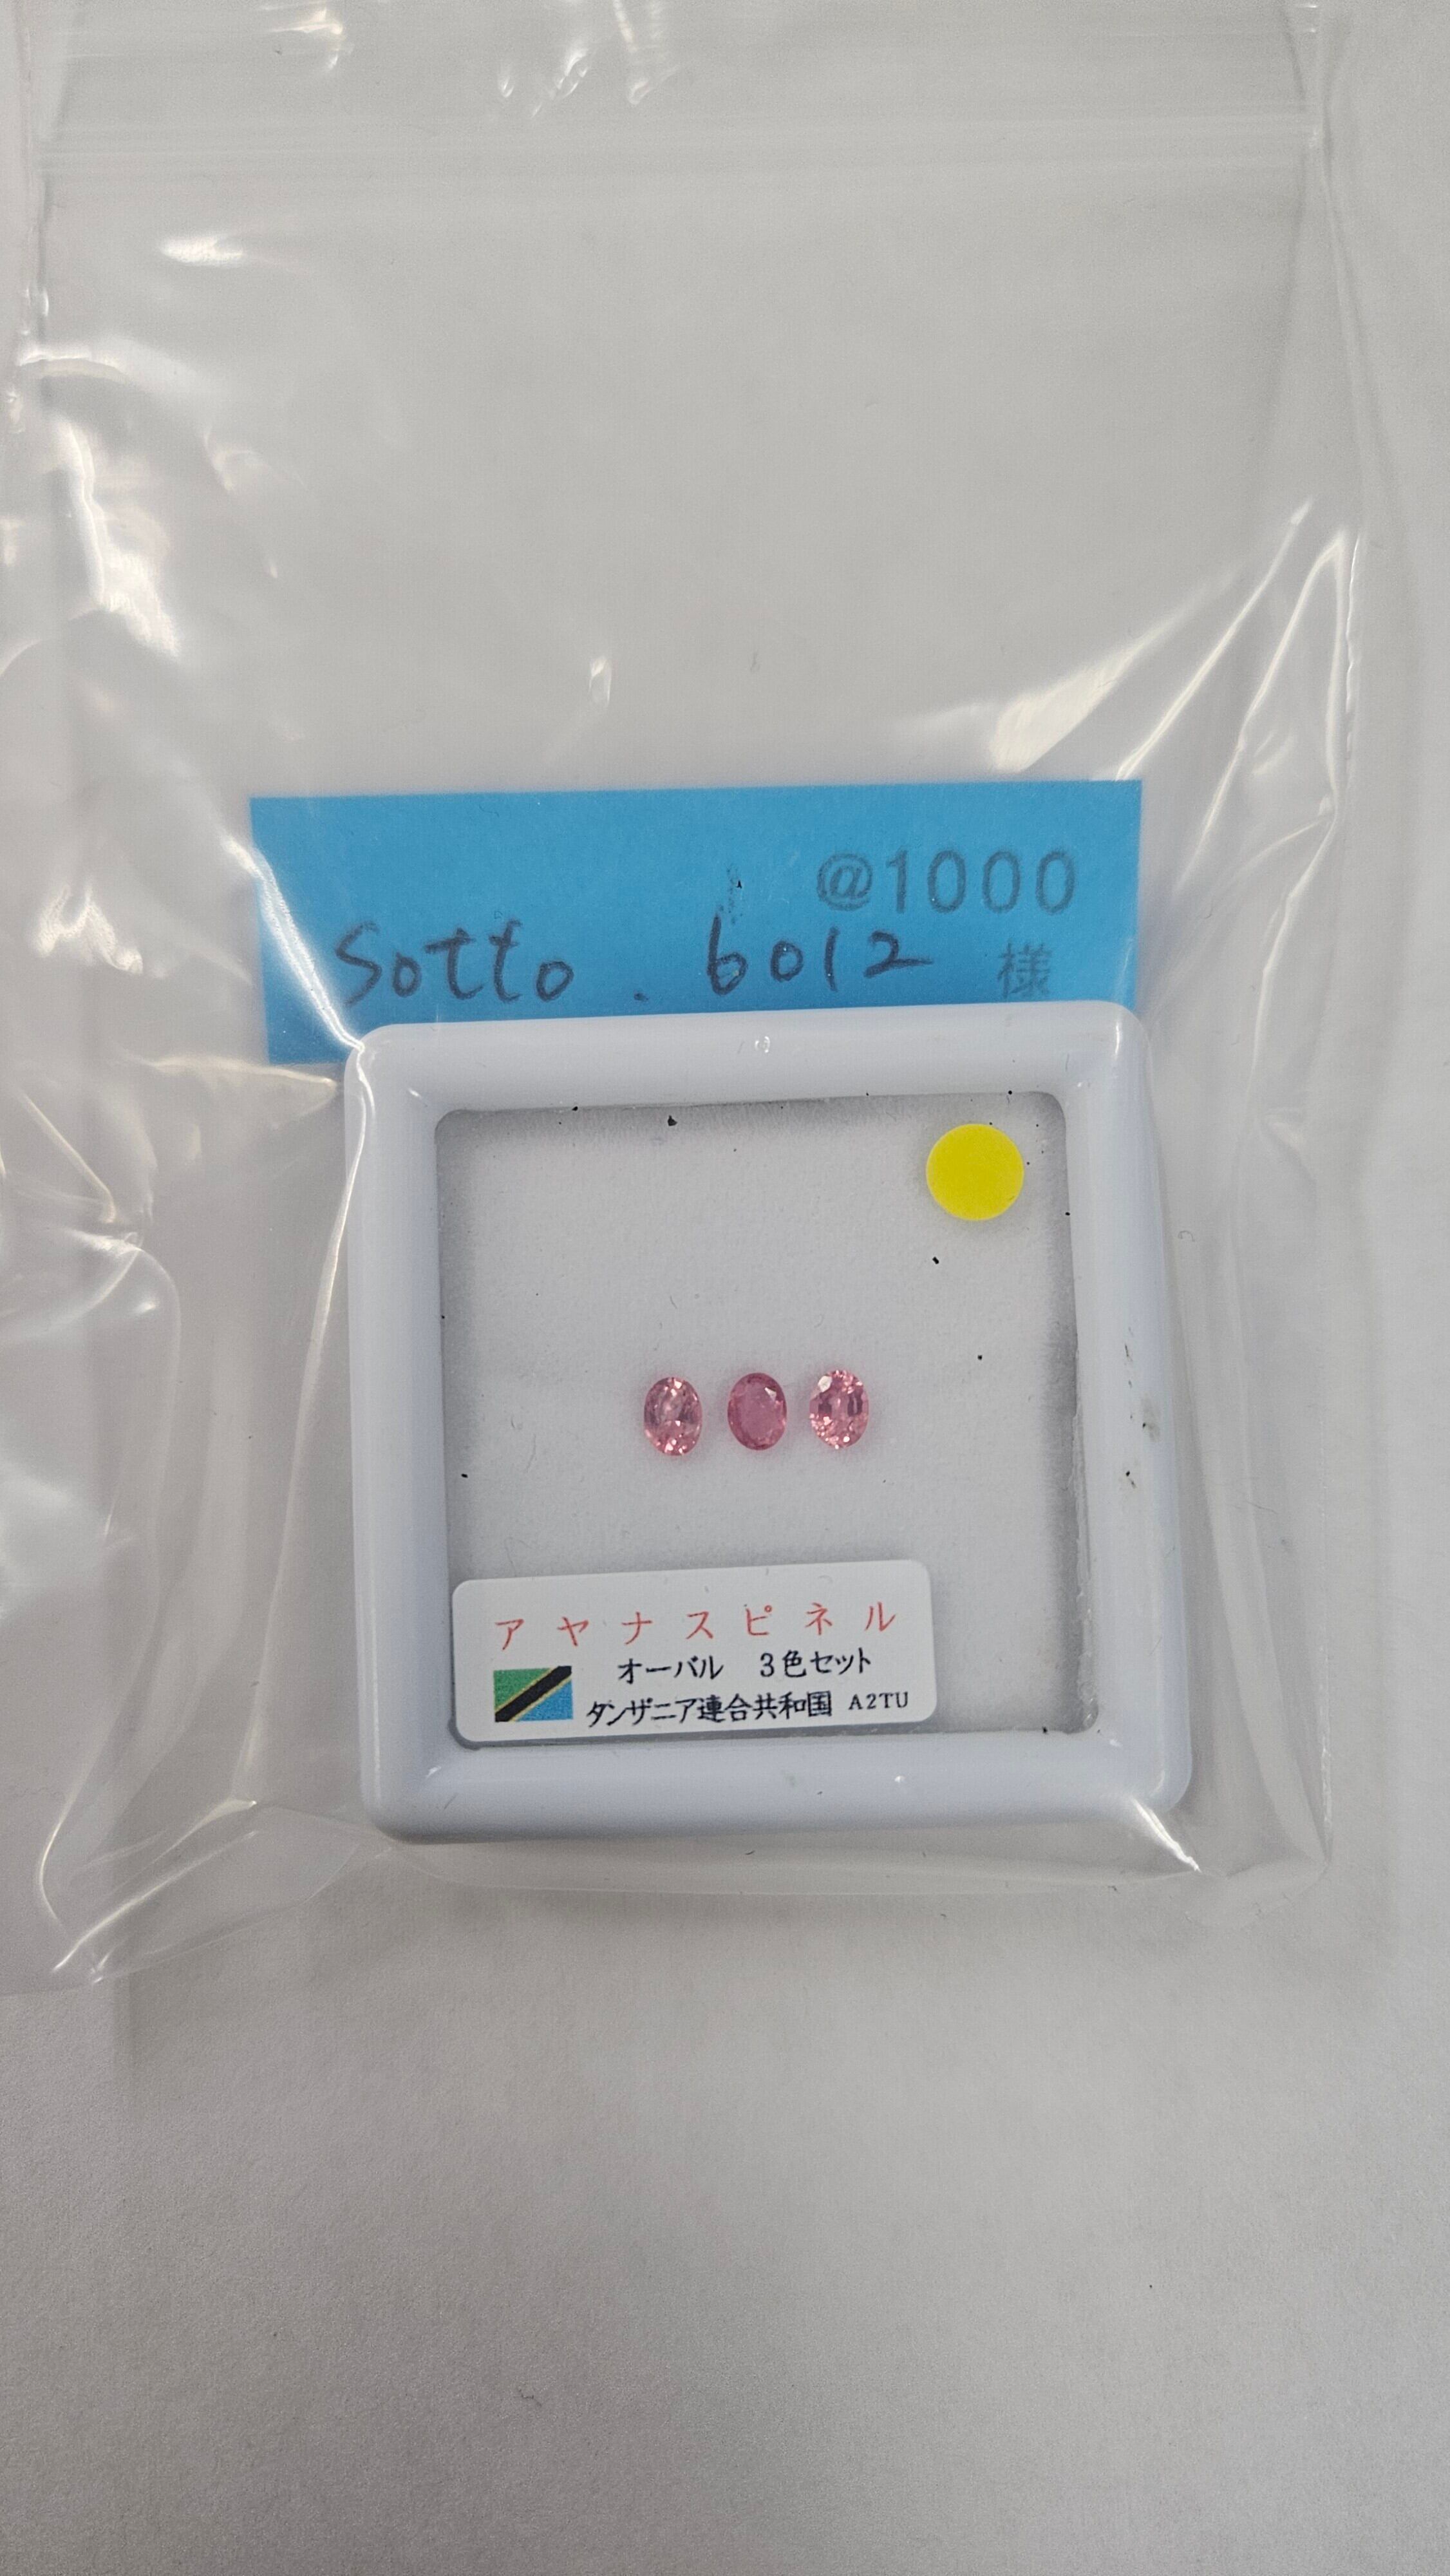 @1000
Sotto.6012 様
アヤナスピネル
オーバル 3色セット
タンザニア連合共和国 A2TU